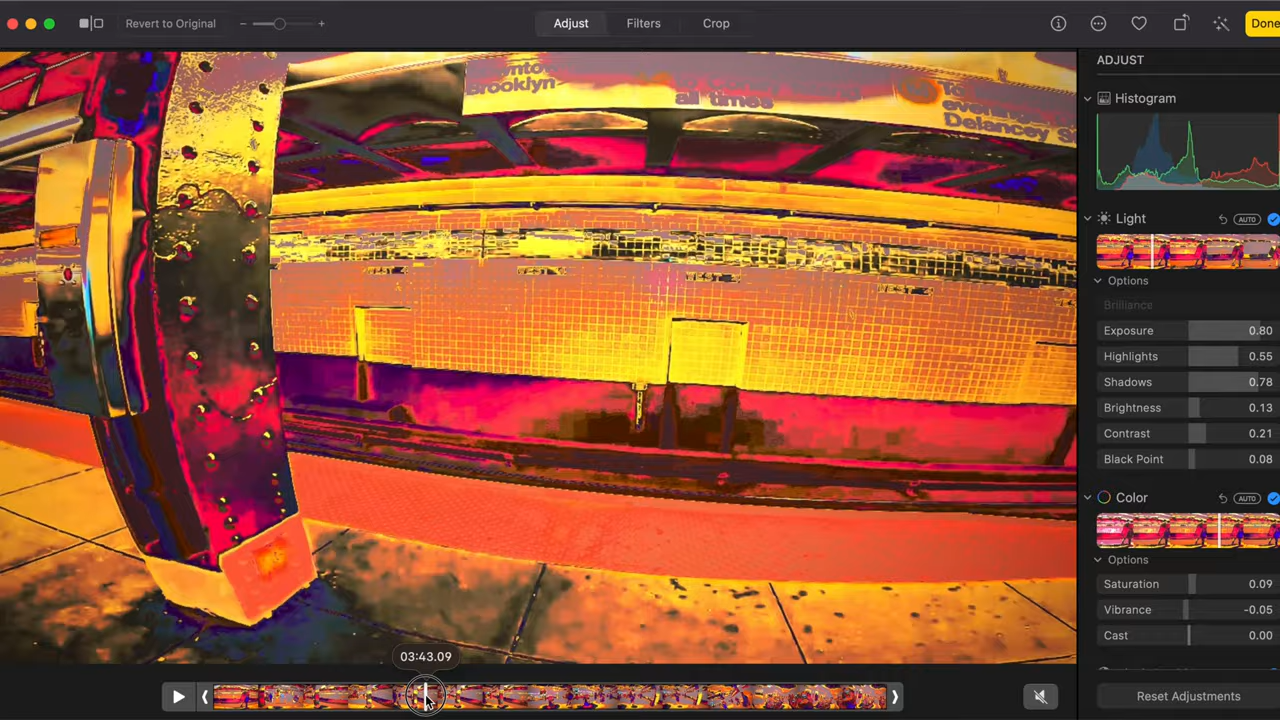 Revert to Original
−
+
Adjust
Filters
Crop
Done
ADJUST
Histogram
Light
AUTO
Options
Brilliance
Exposure 0.80
Highlights 0.55
Shadows 0.78
Brightness 0.13
Contrast 0.21
Black Point 0.08
Color
AUTO
Options
Saturation 0.09
Vibrance -0.05
Cast 0.00
Reset Adjustments
03:43.09
Brooklyn
all times
Delancey S